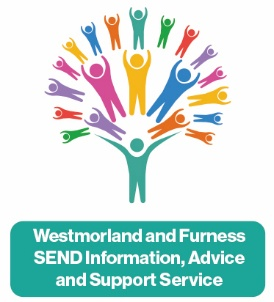 Westmorland and Furness
SEND Information, Advice
and Support Service